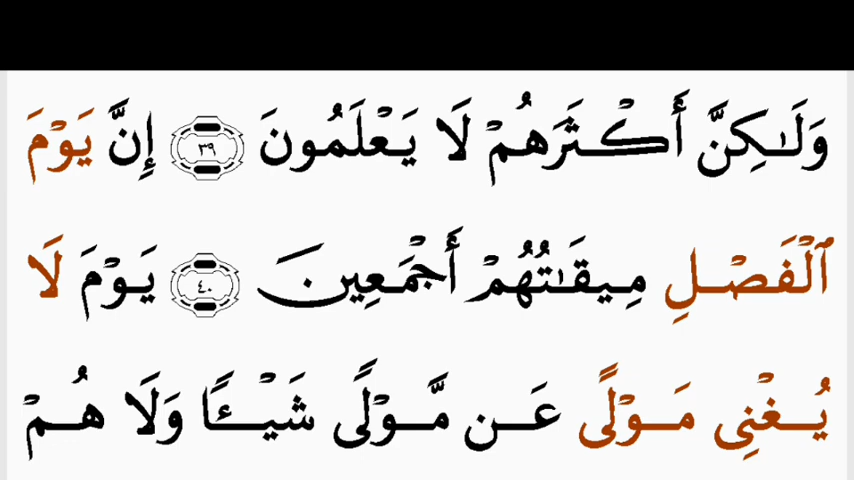 وَلَـٰكِنَّ أَكْثَرَهُمْ لَا يَعْلَمُونَ ٣٩ إِنَّ يَوْمَ
ٱلْفَصْلِ مِيقَـٰتُهُمْ أَجْمَعِينَ ٤٠ يَوْمَ لَا
يُغْنِى مَوْلًى عَن مَّوْلًى شَيْـًٔا وَلَا هُمْ